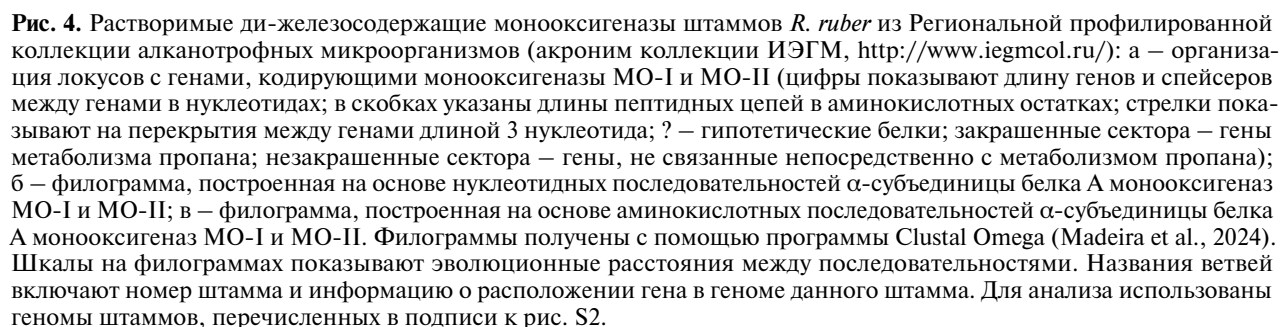 Рис. 4. Растворимые ди-железосодержащие монооксигеназы штаммов R. ruber из Региональной профилированной
коллекции алканотрофных микроорганизмов (акроним коллекции ИЭГМ, http://www.iegmcol.ru/): а – организа-
ция локусов с генами, кодирующими монооксигеназы МО-I и МО-II (цифры показывают длину генов и спейсеров
между генами в нуклеотидах; в скобках указаны длины пептидных цепей в аминокислотных остатках; стрелки пока-
зывают на перекрытия между генами длиной 3 нуклеотида; ? – гипотетические белки; закрашенные сектора – гены
метаболизма пропана; незакрашенные сектора – гены, не связанные непосредственно с метаболизмом пропана);
б – филограмма, построенная на основе нуклеотидных последовательностей α-субъединицы белка А монооксигеназ
МО-I и МО-II; в – филограмма, построенная на основе аминокислотных последовательностей α-субъединицы белка
А монооксигеназ МО-I и МО-II. Филограммы получены с помощью программы Clustal Omega (Madeira et al., 2024).
Шкалы на филограммах показывают эволюционные расстояния между последовательностями. Названия ветвей
включают номер штамма и информацию о расположении гена в геноме данного штамма. Для анализа использованы
геномы штаммов, перечисленных в подписи к рис. S2.